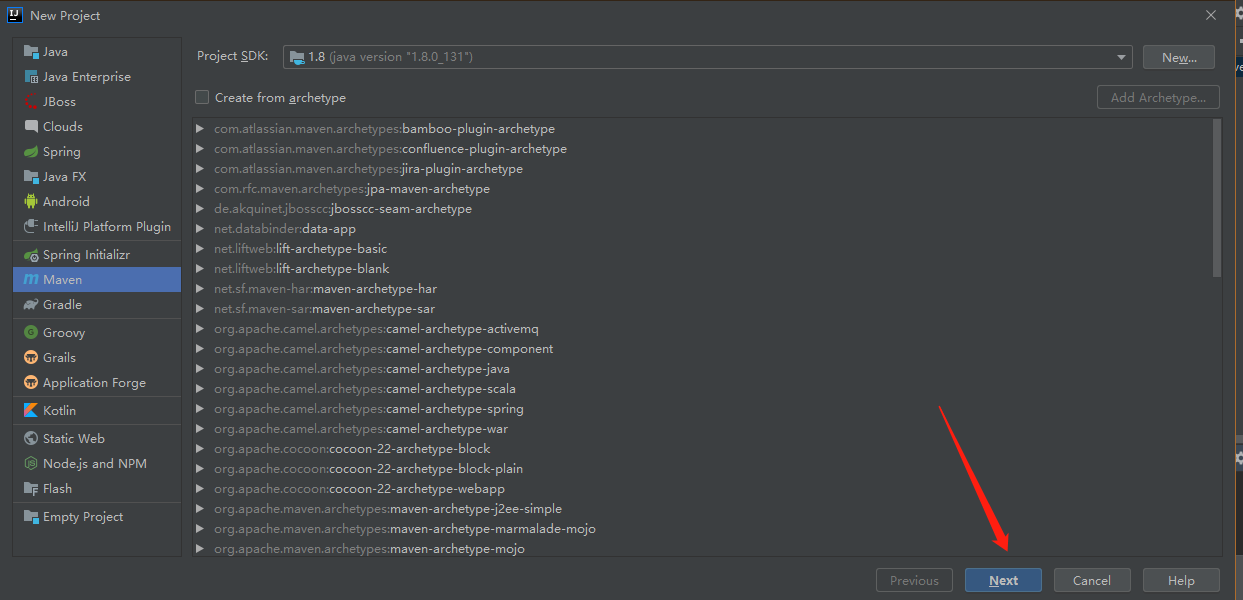 New Project
Java
Java Enterprise
JBoss
Clouds
Spring
Java FX
Android
IntelliJ Platform Plugin
Spring Initializr
Maven
Gradle
Groovy
Grails
Application Forge
Kotlin
Static Web
Node.js and NPM
Flash
Empty Project
Project SDK: 1.8 (java version "1.8.0_131") New...
Create from archetype Add Archetype...
com.atlassian.maven.archetypes:bamboo-plugin-archetype
com.atlassian.maven.archetypes:confluence-plugin-archetype
com.atlassian.maven.archetypes:jira-plugin-archetype
com.rfc.maven.archetypes:jpa-maven-archetype
de.akquinet.jbosscc:jbosscc-seam-archetype
net.databinder:data-app
net.liftweb:lift-archetype-basic
net.liftweb:lift-archetype-blank
net.sf.maven-har:maven-archetype-har
net.sf.maven-sar:maven-archetype-sar
org.apache.camel.archetypes:camel-archetype-activemq
org.apache.camel.archetypes:camel-archetype-component
org.apache.camel.archetypes:camel-archetype-java
org.apache.camel.archetypes:camel-archetype-scala
org.apache.camel.archetypes:camel-archetype-spring
org.apache.camel.archetypes:camel-archetype-war
org.apache.cocoon:cocoon-22-archetype-block
org.apache.cocoon:cocoon-22-archetype-block-plain
org.apache.cocoon:cocoon-22-archetype-webapp
org.apache.maven.archetypes:maven-archetype-j2ee-simple
org.apache.maven.archetypes:maven-archetype-marmalade-mojo
org.apache.maven.archetypes:maven-archetype-mojo
Previous Next Cancel Help